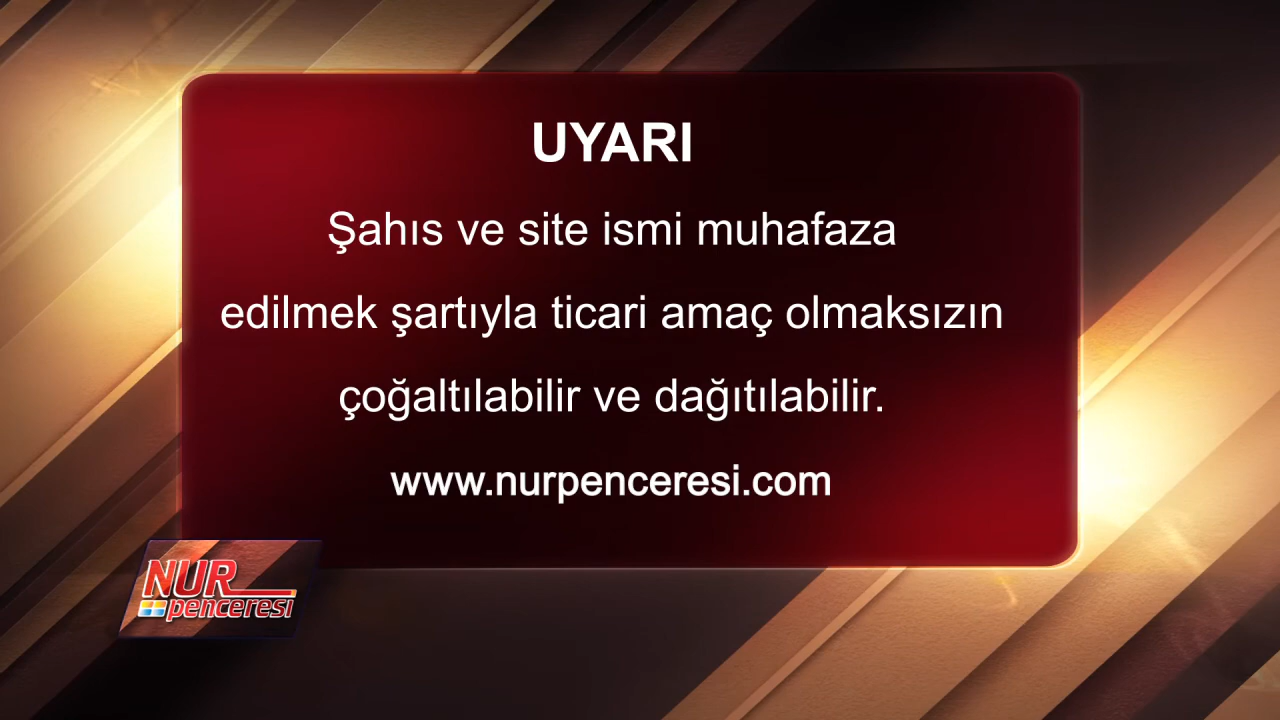 UYARI
Şahıs ve site ismi muhafaza
edilmek şartıyla ticari amaç olmaksızın
çoğaltılabilir ve dağıtılabilir.
www.nurpenceresi.com
NUR
penceresi